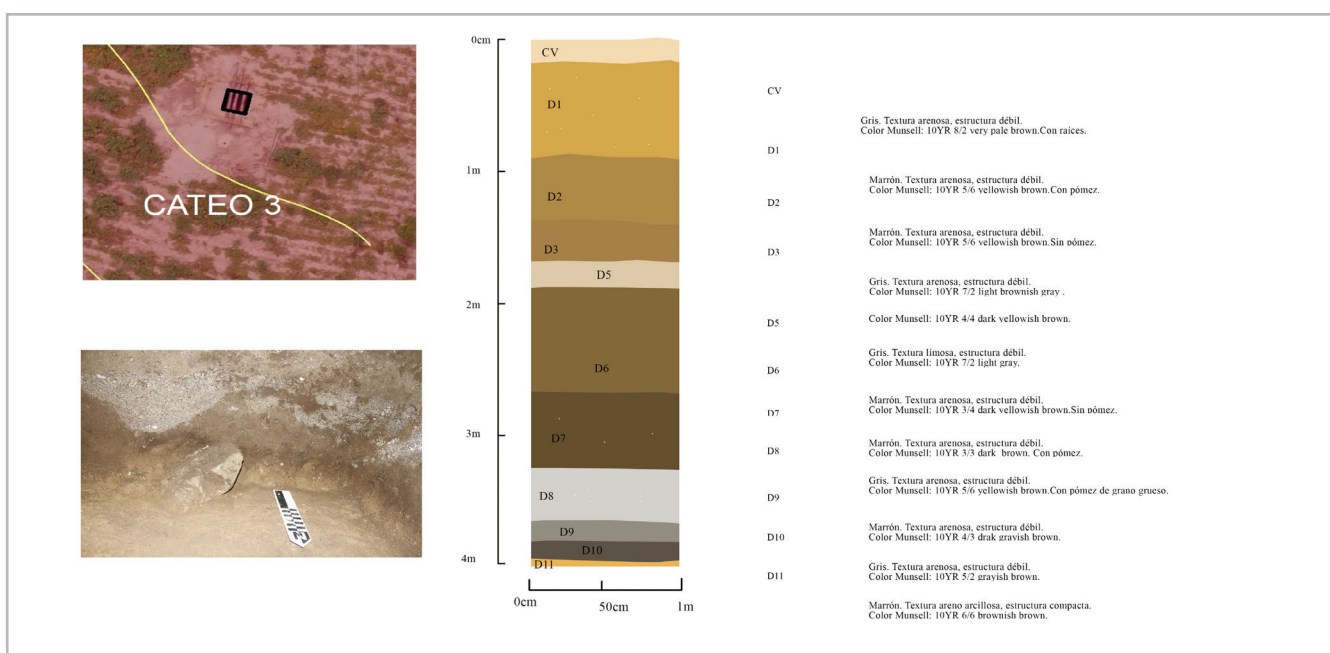 CATEO 3
0cm
1m
2m
3m
4m
CV
D1
D2
D3
D5
D6
D7
D8
D9
D10
D11
0cm
50cm
1m
CV
Gris. Textura arenosa, estructura débil.
Color Munsell: 10YR 8/2 very pale brown.Con raíces.
D1
Marrón. Textura arenosa, estructura débil.
Color Munsell: 10YR 5/6 yellowish brown.Con pómez.
D2
Marrón. Textura arenosa, estructura débil.
Color Munsell: 10YR 5/6 yellowish brown.Sin pómez.
D3
Gris. Textura arenosa, estructura débil.
Color Munsell: 10YR 7/2 light brownish gray .
D5
Color Munsell: 10YR 4/4 dark yellowish brown.
Gris. Textura limosa, estructura débil.
Color Munsell: 10YR 7/2 light gray.
D6
Marrón. Textura arenosa, estructura débil.
Color Munsell: 10YR 3/4 dark yellowish brown.Sin pómez.
D7
Marrón. Textura arenosa, estructura débil.
Color Munsell: 10YR 3/3 dark brown. Con pómez.
D8
Gris. Textura arenosa, estructura débil.
Color Munsell: 10YR 5/6 yellowish brown.Con pómez de grano grueso.
D9
Marrón. Textura arenosa, estructura débil.
Color Munsell: 10YR 4/3 drak grayish brown.
D10
Gris. Textura arenosa, estructura débil.
Color Munsell: 10YR 5/2 grayish brown.
D11
Marrón. Textura areno arcillosa, estructura compacta.
Color Munsell: 10YR 6/6 brownish brown.